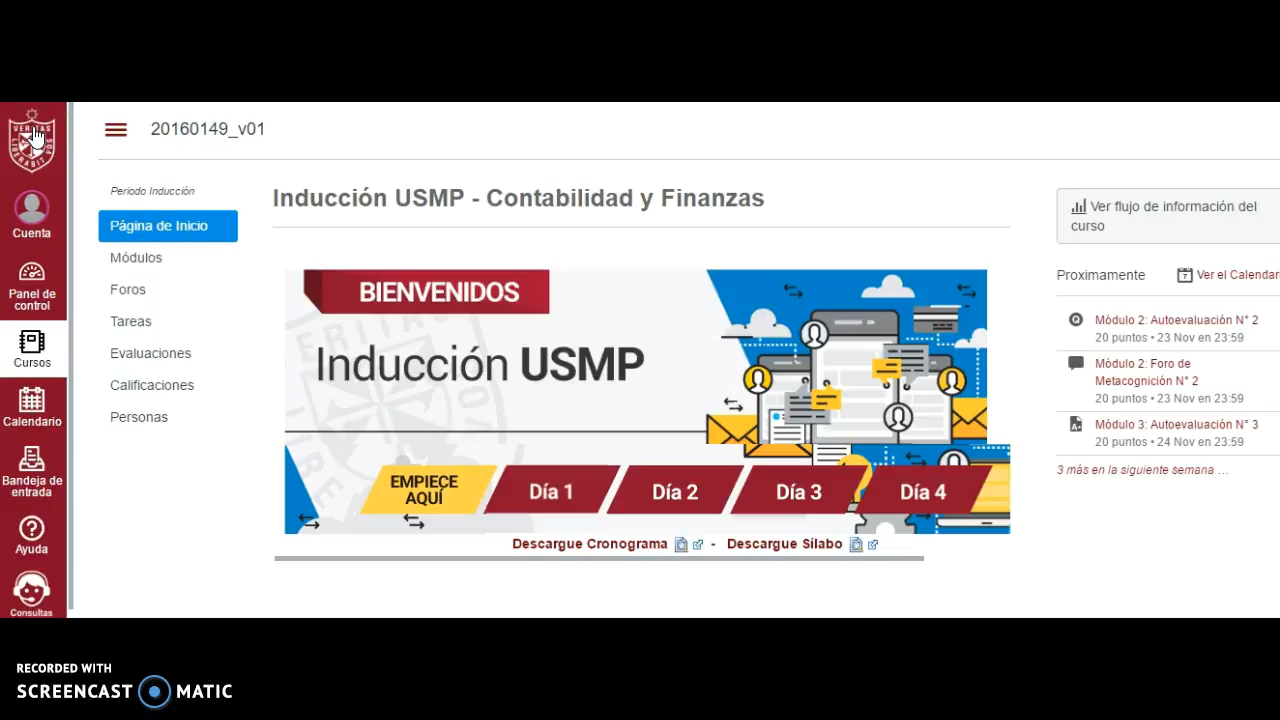 VERITAS
LIBERABIT VOS
Cuenta
Panel de
control
Cursos
Calendario
Bandeja de
entrada
Ayuda
Consultas
20160149_v01
Periodo Inducción
Página de Inicio
Módulos
Foros
Tareas
Evaluaciones
Calificaciones
Personas
Inducción USMP - Contabilidad y Finanzas
BIENVENIDOS
Inducción USMP
EMPIECE
AQUÍ
Día 1
Día 2
Día 3
Día 4
Descargue Cronograma - Descargue Sílabo
Ver flujo de información del
curso
Proximamente
7 Ver el Calendar
Módulo 2: Autoevaluación N° 2
20 puntos • 23 Nov en 23:59
Módulo 2: Foro de
Metacognición N° 2
20 puntos • 23 Nov en 23:59
Módulo 3: Autoevaluación N° 3
20 puntos • 24 Nov en 23:59
3 más en la siguiente semana ...
RECORDED WITH
SCREENCAST MATIC